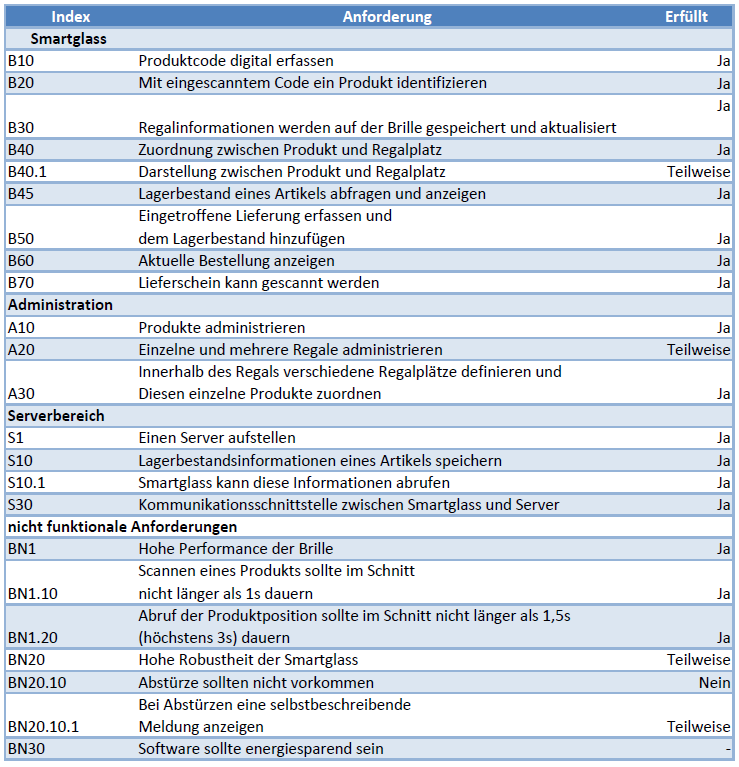 Index Anforderung Erfüllt
Smartglass
B10 Produktcode digital erfassen Ja
B20 Mit eingescanntem Code ein Produkt identifizieren Ja
Ja
B30 Regalinformationen werden auf der Brille gespeichert und aktualisiert
B40 Zuordnung zwischen Produkt und Regalplatz Ja
B40.1 Darstellung zwischen Produkt und Regalplatz Teilweise
B45 Lagerbestand eines Artikels abfragen und anzeigen Ja
Eingetroffene Lieferung erfassen und
B50 dem Lagerbestand hinzufügen Ja
B60 Aktuelle Bestellung anzeigen Ja
B70 Lieferschein kann gescannt werden Ja
Administration
A10 Produkte administrieren Ja
A20 Einzelne und mehrere Regale administrieren Teilweise
Innerhalb des Regals verschiedene Regalplätze definieren und
A30 Diesen einzelne Produkte zuordnen Ja
Serverbereich
S1 Einen Server aufstellen Ja
S10 Lagerbestandsinformationen eines Artikels speichern Ja
S10.1 Smartglass kann diese Informationen abrufen Ja
S30 Kommunikationsschnittstelle zwischen Smartglass und Server Ja
nicht funktionale Anforderungen
BN1 Hohe Performance der Brille Ja
Scannen eines Produkts sollte im Schnitt
BN1.10 nicht länger als 1s dauern Ja
Abruf der Produktposition sollte im Schnitt nicht länger als 1,5s
BN1.20 (höchstens 3s) dauern Ja
BN20 Hohe Robustheit der Smartglass Teilweise
BN20.10 Abstürze sollten nicht vorkommen Nein
Bei Abstürzen eine selbstbeschreibende
BN20.10.1 Meldung anzeigen Teilweise
BN30 Software sollte energiesparend sein -